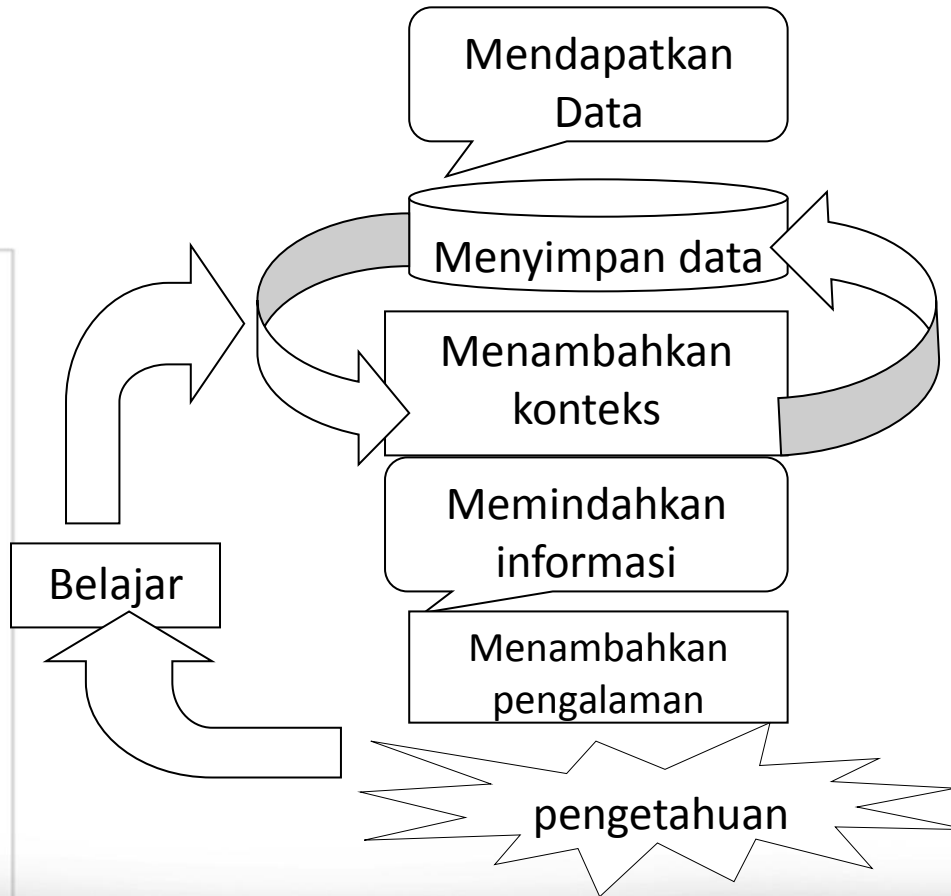 Mendapatkan
Data
Menyimpan data
Menambahkan
konteks
Memindahkan
informasi
Belajar
Menambahkan
pengalaman
pengetahuan